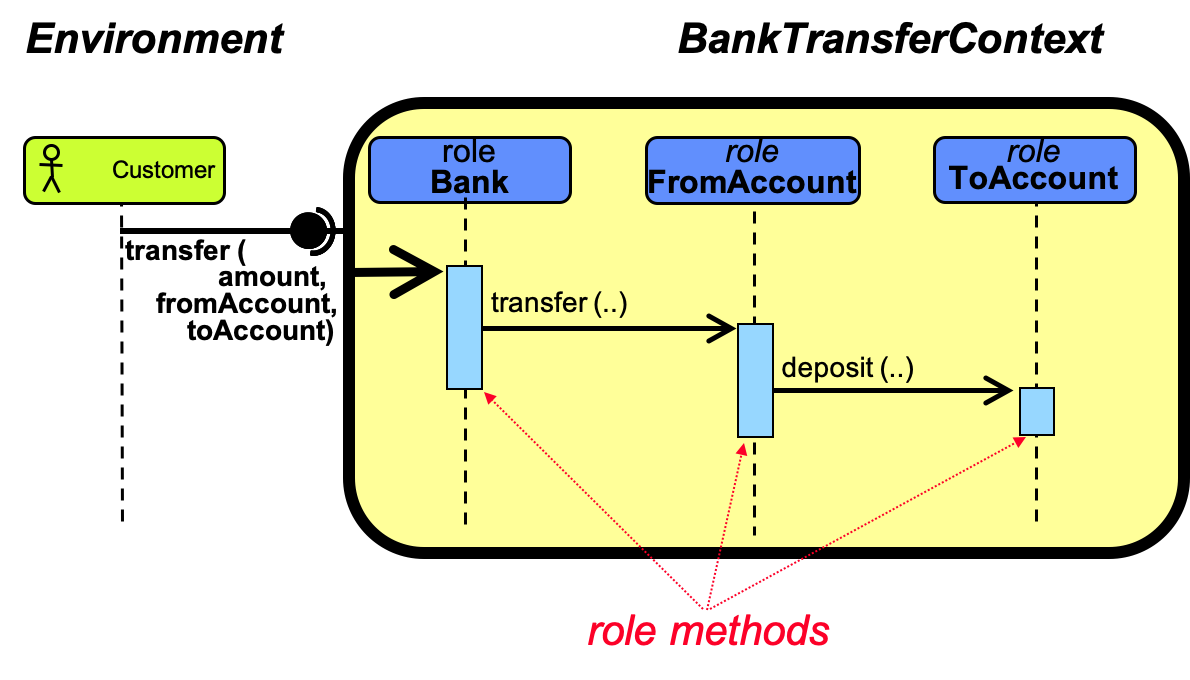 Environment
BankTransferContext
Customer
role
Bank
role
FromAccount
role
ToAccount
transfer (
amount,
fromAccount,
toAccount)
transfer (..)
deposit (..)
role methods